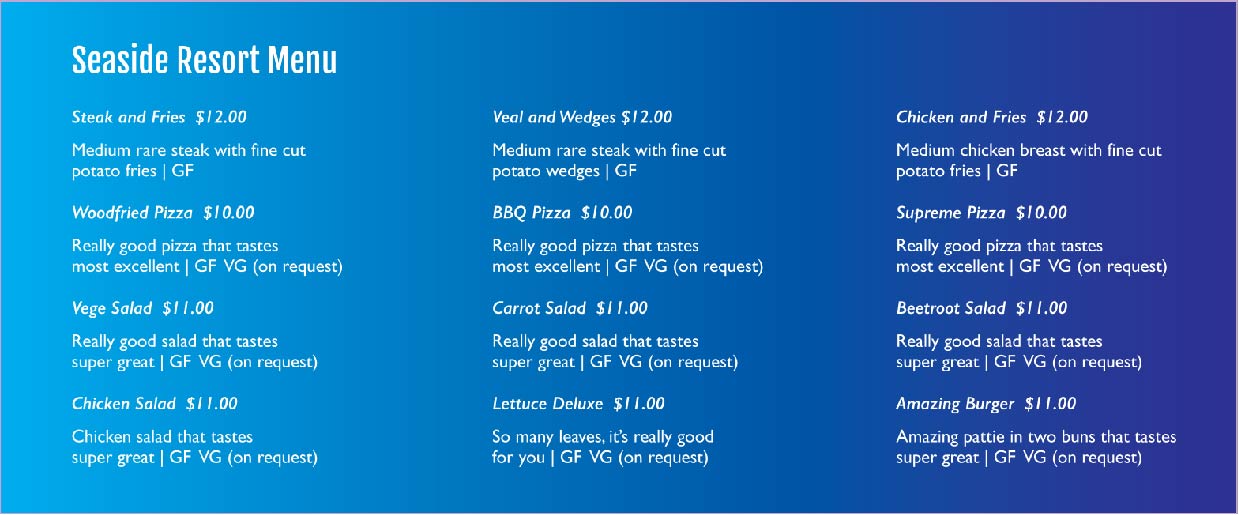 Seaside Resort Menu
Steak and Fries $12.00
Medium rare steak with fine cut
potato fries | GF
Woodfried Pizza $10.00
Really good pizza that tastes
most excellent | GF VG (on request)
Vege Salad $11.00
Really good salad that tastes
super great | GF VG (on request)
Chicken Salad $11.00
Chicken salad that tastes
super great | GF VG (on request)
Veal and Wedges $12.00
Medium rare steak with fine cut
potato wedges | GF
BBQ Pizza $10.00
Really good pizza that tastes
most excellent | GF VG (on request)
Carrot Salad $11.00
Really good salad that tastes
super great | GF VG (on request)
Lettuce Deluxe $11.00
So many leaves, it's really good
for you | GF VG (on request)
Chicken and Fries $12.00
Medium chicken breast with fine cut
potato fries | GF
Supreme Pizza $10.00
Really good pizza that tastes
most excellent | GF VG (on request)
Beetroot Salad $11.00
Really good salad that tastes
super great | GF VG (on request)
Amazing Burger $11.00
Amazing pattie in two buns that tastes
super great | GF VG (on request)